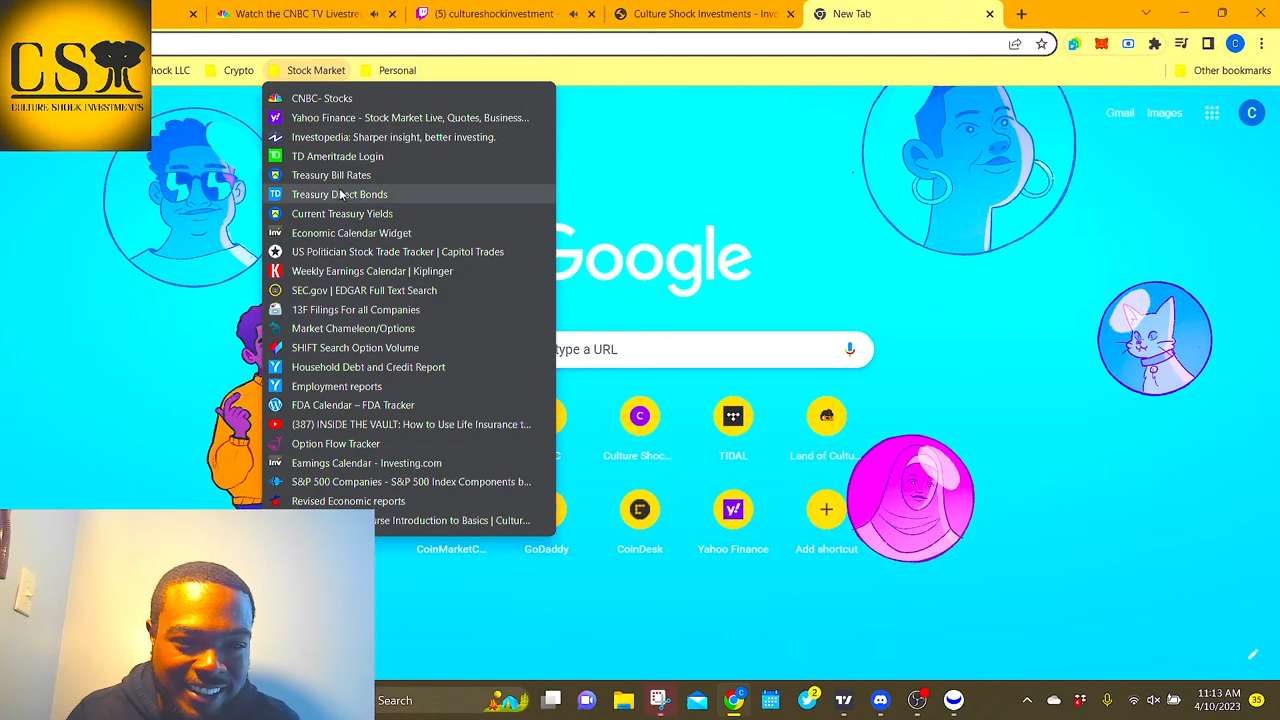 Watch the CNBC TV Livestre
(5) cultureshockinvestment -
Culture Shock Investments - Inv
New Tab
CS
CULTURE SHOCK INVESTMENTS
hock LLC
Crypto
Stock Market
Personal
Other bookmarks
Gmail
Images
C
CNBC- Stocks
Yahoo Finance - Stock Market Live, Quotes, Business...
Investopedia: Sharper insight, better investing.
TD Ameritrade Login
Treasury Bill Rates
Treasury Direct Bonds
Current Treasury Yields
Economic Calendar Widget
US Politician Stock Trade Tracker | Capitol Trades
Weekly Earnings Calendar | Kiplinger
SEC.gov | EDGAR Full Text Search
13F Filings For all Companies
Market Chameleon/Options
SHIFT Search Option Volume
Household Debt and Credit Report
Employment reports
FDA Calendar – FDA Tracker
(387) INSIDE THE VAULT: How to Use Life Insurance t...
Option Flow Tracker
Earnings Calendar - Investing.com
S&P 500 Companies - S&P 500 Index Components b...
Revised Economic reports
urse Introduction to Basics | Cultur...
Google
type a URL
C
Culture Shoc...
TIDAL
Land of Cultu...
CoinMarketC...
GoDaddy
CoinDesk
Yahoo Finance
Add shortcut
Search
11:13 AM
4/10/2023
35